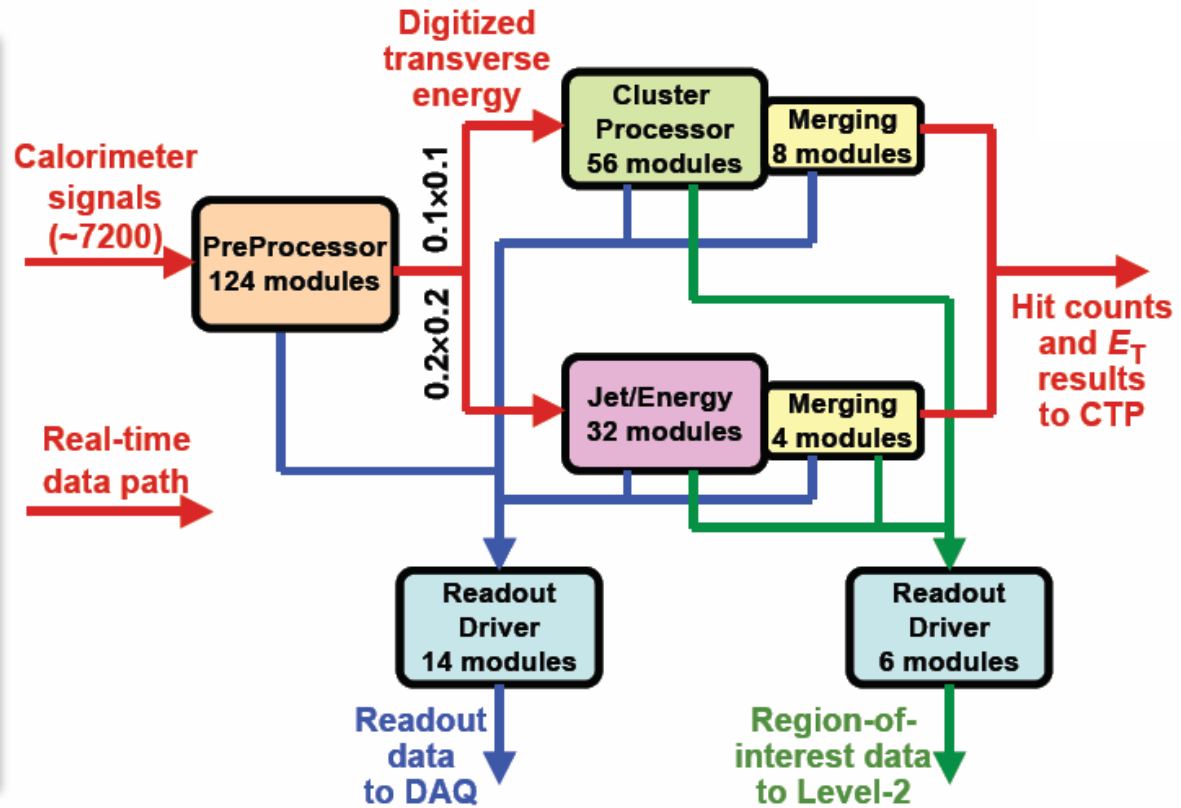 Digitized
transverse
energy
Calorimeter
signals
(~7200)
PreProcessor
124 modules
0.1×0.1
0.2×0.2
Cluster
Processor
56 modules
Merging
8 modules
Jet/Energy
32 modules
Merging
4 modules
Hit counts
and ET
results
to CTP
Real-time
data path
Readout
Driver
14 modules
Readout
Driver
6 modules
Readout
data
to DAQ
Region-of-
interest data
to Level-2